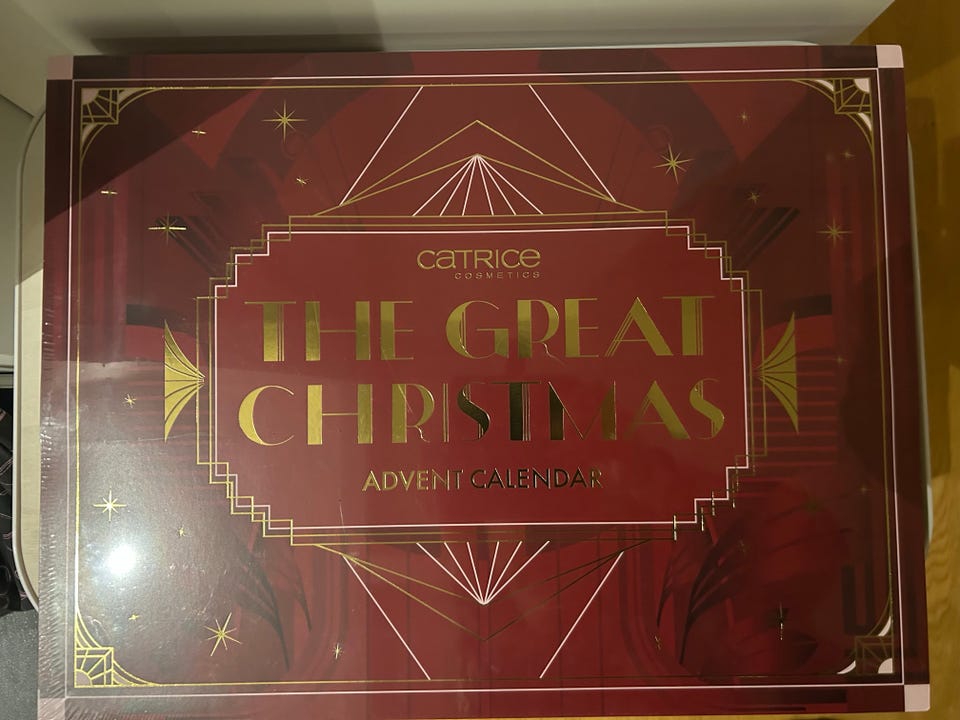 CATRICE
COSMETICS
THE GREAT
CHRISTMAS
ADVENT CALENDAR